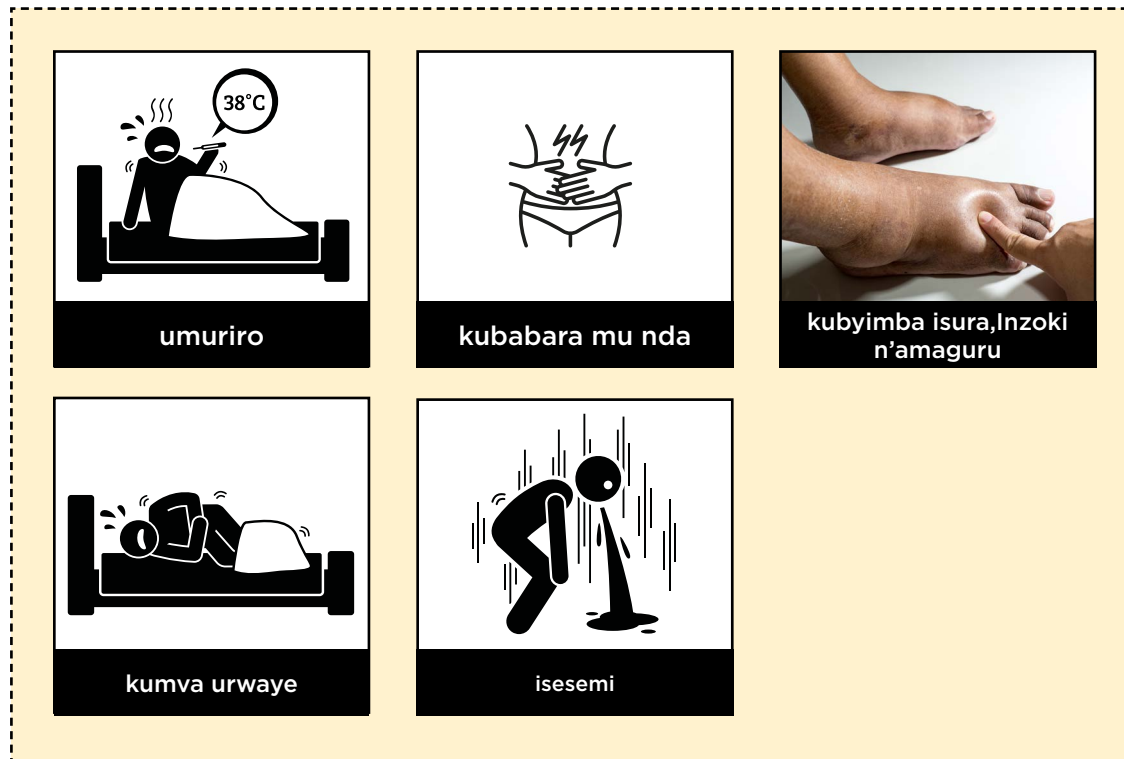 38°C
umuriro
kubabara mu nda
kubyimba isura,Inzoki
n’amaguru
kumva urwaye
isesemi